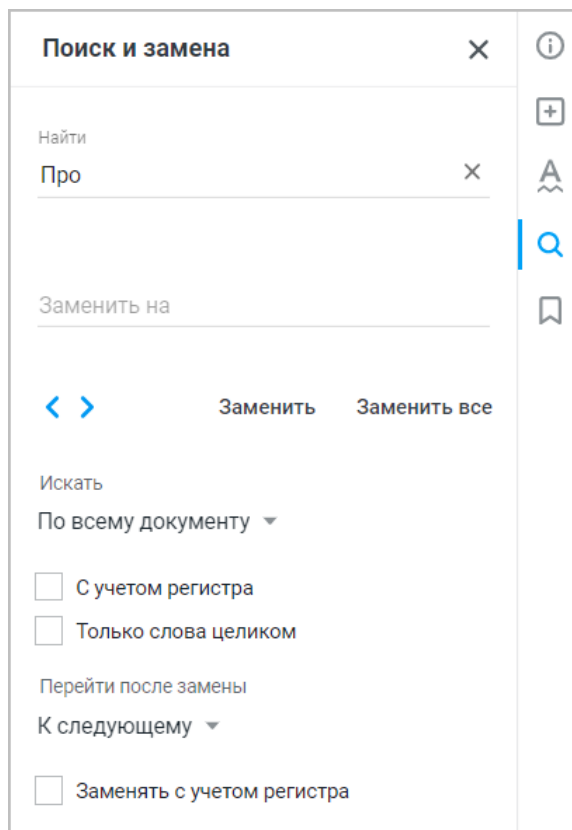 Поиск и замена
Найти
Про
Заменить на
Заменить Заменить все
Искать
По всему документу
С учетом регистра
Только слова целиком
Перейти после замены
К следующему
Заменять с учетом регистра